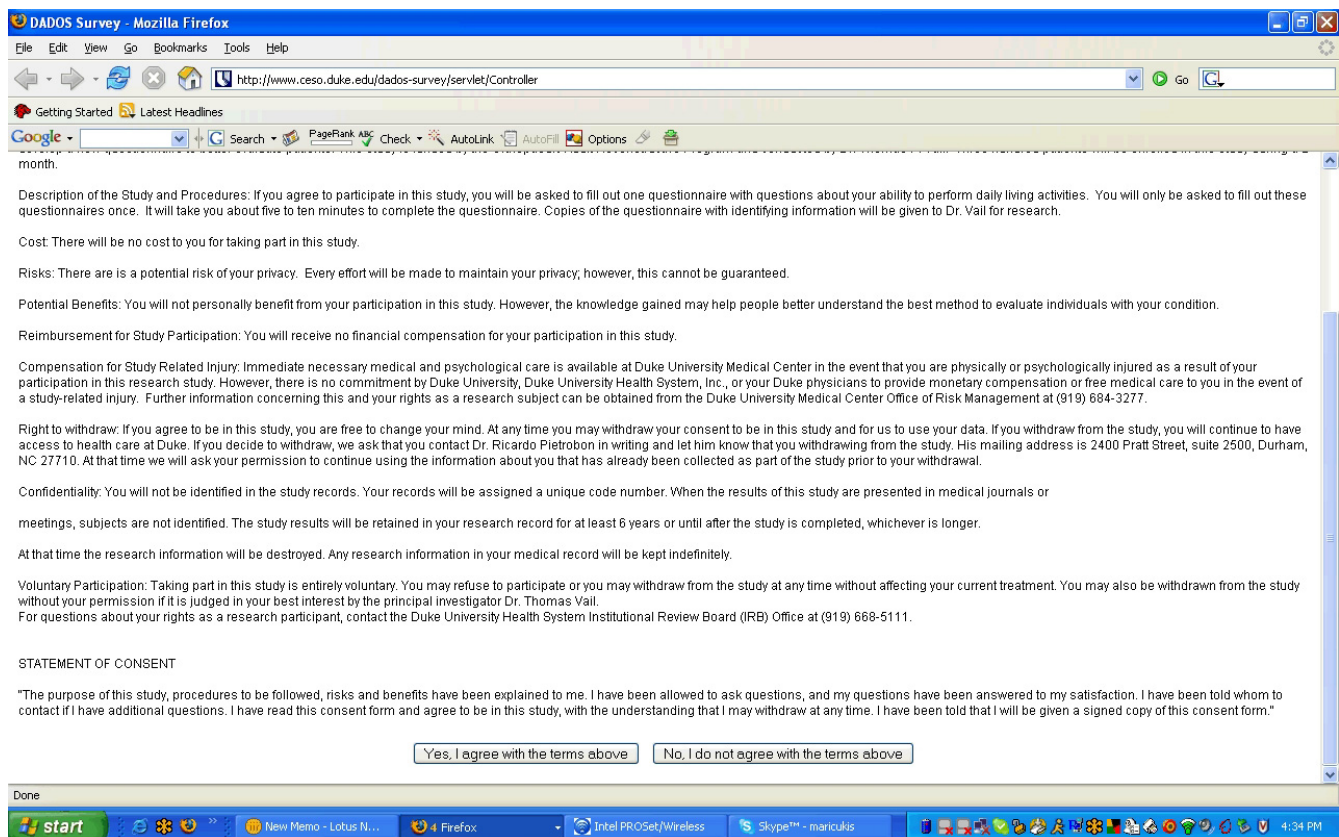 DADOS Survey - Mozilla Firefox
File Edit View Go Bookmarks Tools Help
http://www.ceso.duke.edu/dados-survey/servlet/Controller
Go
Getting Started Latest Headlines
Google Search PageRank ABC Check AutoLink AutoFill Options
month.
Description of the Study and Procedures: If you agree to participate in this study, you will be asked to fill out one questionnaire with questions about your ability to perform daily living activities. You will only be asked to fill out these
questionnaires once. It will take you about five to ten minutes to complete the questionnaire. Copies of the questionnaire with identifying information will be given to Dr. Vail for research.
Cost: There will be no cost to you for taking part in this study.
Risks: There are is a potential risk of your privacy. Every effort will be made to maintain your privacy; however, this cannot be guaranteed.
Potential Benefits: You will not personally benefit from your participation in this study. However, the knowledge gained may help people better understand the best method to evaluate individuals with your condition.
Reimbursement for Study Participation: You will receive no financial compensation for your participation in this study.
Compensation for Study Related Injury: Immediate necessary medical and psychological care is available at Duke University Medical Center in the event that you are physically or psychologically injured as a result of your
participation in this research study. However, there is no commitment by Duke University, Duke University Health System, Inc., or your Duke physicians to provide monetary compensation or free medical care to you in the event of
a study-related injury. Further information concerning this and your rights as a research subject can be obtained from the Duke University Medical Center Office of Risk Management at (919) 684-3277.
Right to withdraw: If you agree to be in this study, you are free to change your mind. At any time you may withdraw your consent to be in this study and for us to use your data. If you withdraw from the study, you will continue to have
access to health care at Duke. If you decide to withdraw, we ask that you contact Dr. Ricardo Pietrobon in writing and let him know that you withdrawing from the study. His mailing address is 2400 Pratt Street, suite 2500, Durham,
NC 27710. At that time we will ask your permission to continue using the information about you that has already been collected as part of the study prior to your withdrawal.
Confidentiality: You will not be identified in the study records. Your records will be assigned a unique code number. When the results of this study are presented in medical journals or
meetings, subjects are not identified. The study results will be retained in your research record for at least 6 years or until after the study is completed, whichever is longer.
At that time the research information will be destroyed. Any research information in your medical record will be kept indefinitely.
Voluntary Participation: Taking part in this study is entirely voluntary. You may refuse to participate or you may withdraw from the study at any time without affecting your current treatment. You may also be withdrawn from the study
without your permission if it is judged in your best interest by the principal investigator Dr. Thomas Vail.
For questions about your rights as a research participant, contact the Duke University Health System Institutional Review Board (IRB) Office at (919) 668-5111.
STATEMENT OF CONSENT
"The purpose of this study, procedures to be followed, risks and benefits have been explained to me. I have been allowed to ask questions, and my questions have been answered to my satisfaction. I have been told whom to
contact if I have additional questions. I have read this consent form and agree to be in this study, with the understanding that I may withdraw at any time. I have been told that I will be given a signed copy of this consent form."
Yes, I agree with the terms above No, I do not agree with the terms above
Done
start New Memo - Lotus N... 4 Firefox Intel PROSet/Wireless Skype™ - maricukis 4:34 PM